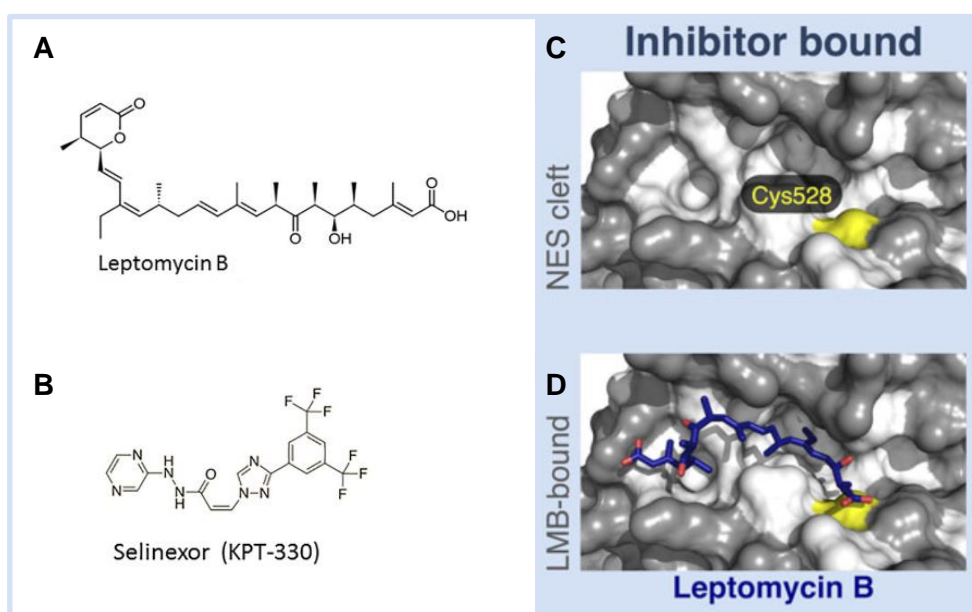 A
O
O
O
O
OH
OH
Leptomycin B
B
N
N
H
N
N
H
O
N
N
N
F
F
F
F
F
F
Selinexor (KPT-330)
C
Inhibitor bound
NES cleft
Cys528
D
LMB-bound
Leptomycin B